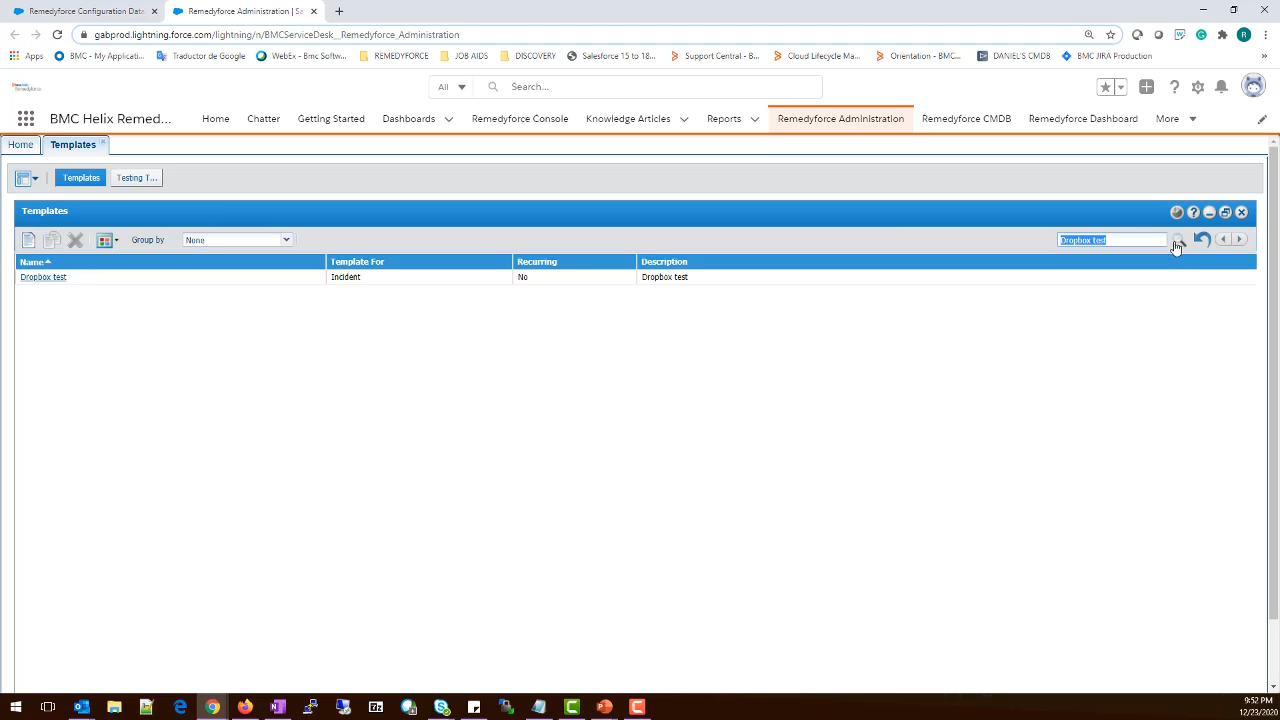 Remedyforce Configuration Data
Remedyforce Administration | Sa
gabprod.lightning.force.com/lightning/n/BMCServiceDesk__Remedyforce_Administration
R
Apps
BMC - My Applicati...
Traductor de Google
WebEx - Bmc Softw...
REMEDYFORCE
JOB AIDS
DISCOVERY
Salesforce 15 to 18...
Support Central - B...
Cloud Lifecycle Ma...
Orientation - BMC...
DANIEL'S CMDB
BMC JIRA Production
»
All
Search...
BMC Helix Remed...
Home
Chatter
Getting Started
Dashboards
Remedyforce Console
Knowledge Articles
Reports
Remedyforce Administration
Remedyforce CMDB
Remedyforce Dashboard
More
Home
Templates
Templates
Testing T...
Templates
Group by
None
Dropbox test
Name
Template For
Recurring
Description
Dropbox test
Incident
No
Dropbox test
9:52 PM
12/23/2020